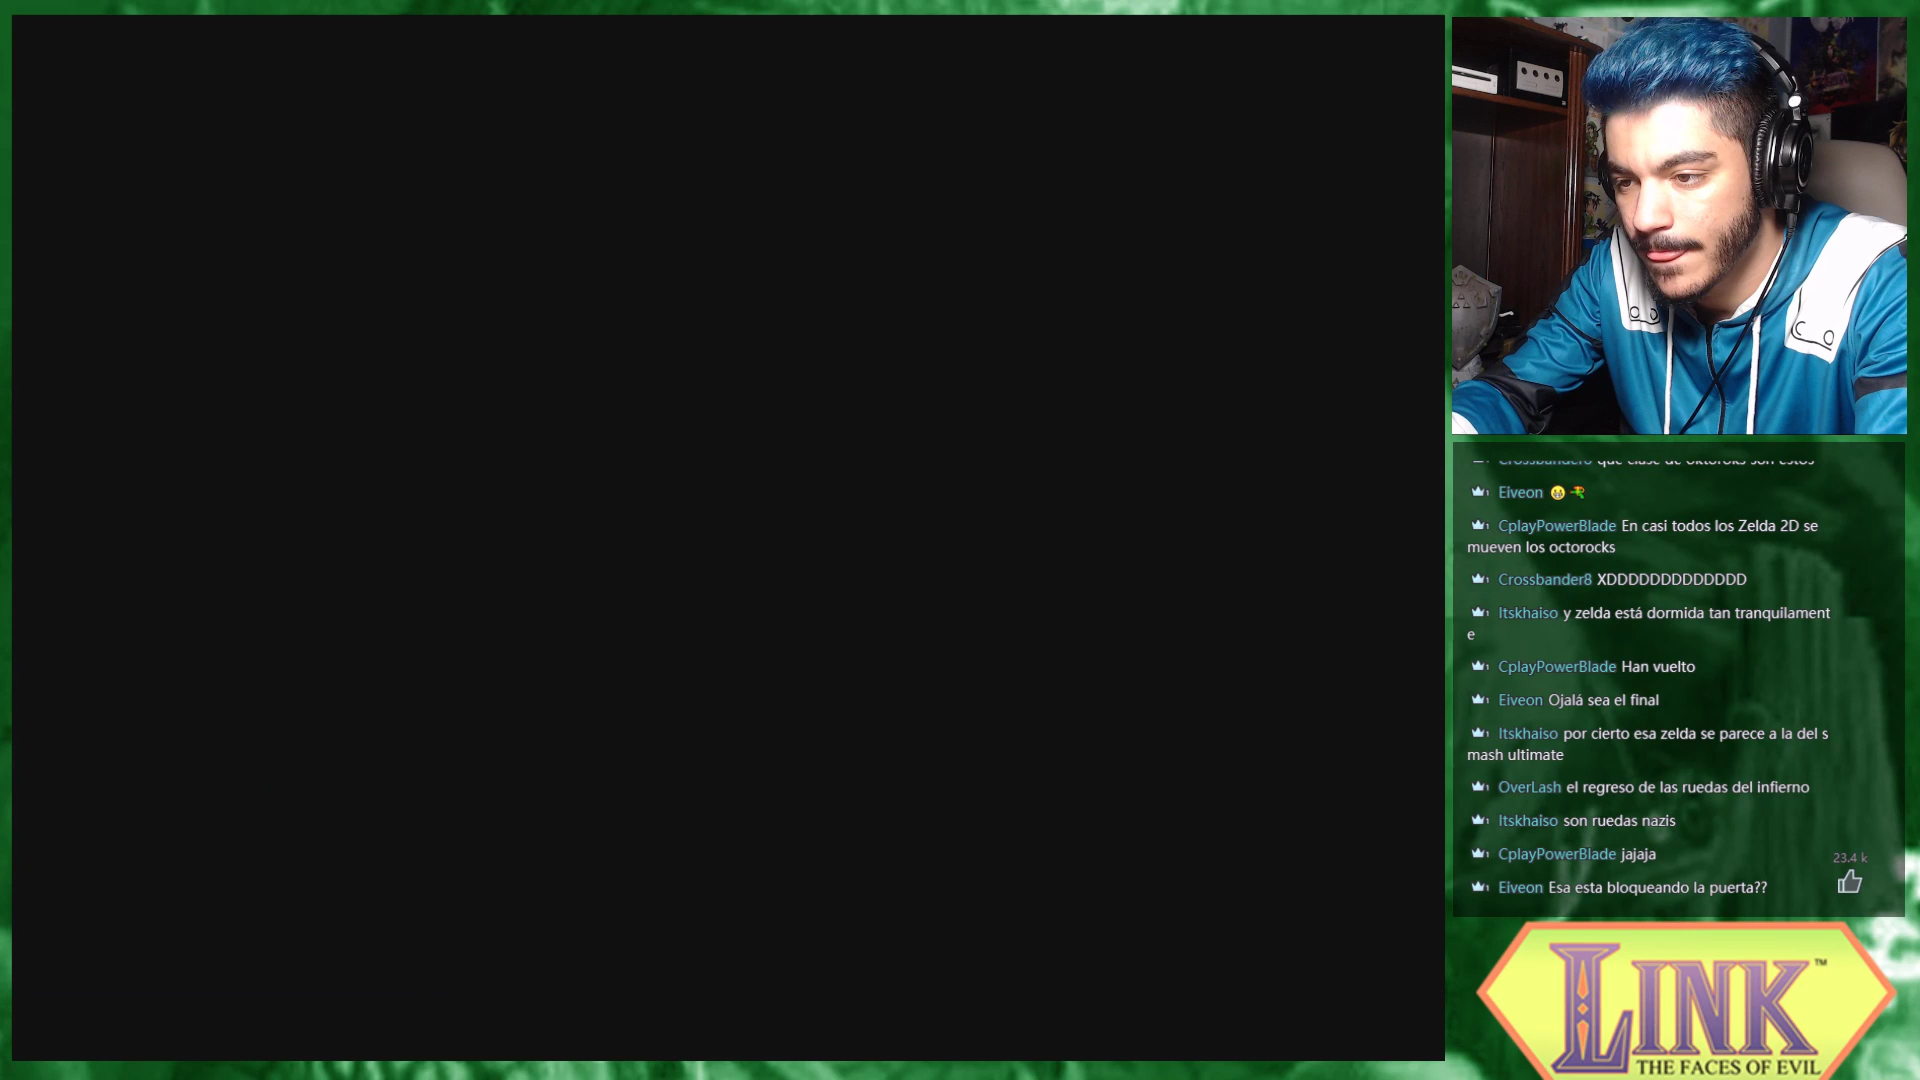 Eiveon
CplayPowerBlade En casi todos los Zelda 2D se
mueven los octorocks
Crossbander8 XDDDDDDDDDDDDD
Itskhaiso y zelda está dormida tan tranquilament
e
CplayPowerBlade Han vuelto
Eiveon Ojalá sea el final
Itskhaiso por cierto esa zelda se parece a la del s
mash ultimate
OverLash el regreso de las ruedas del infierno
Itskhaiso son ruedas nazis
CplayPowerBlade jajaja
23.4 k
Eiveon Esa esta bloqueando la puerta??
LINK™
THE FACES OF EVIL